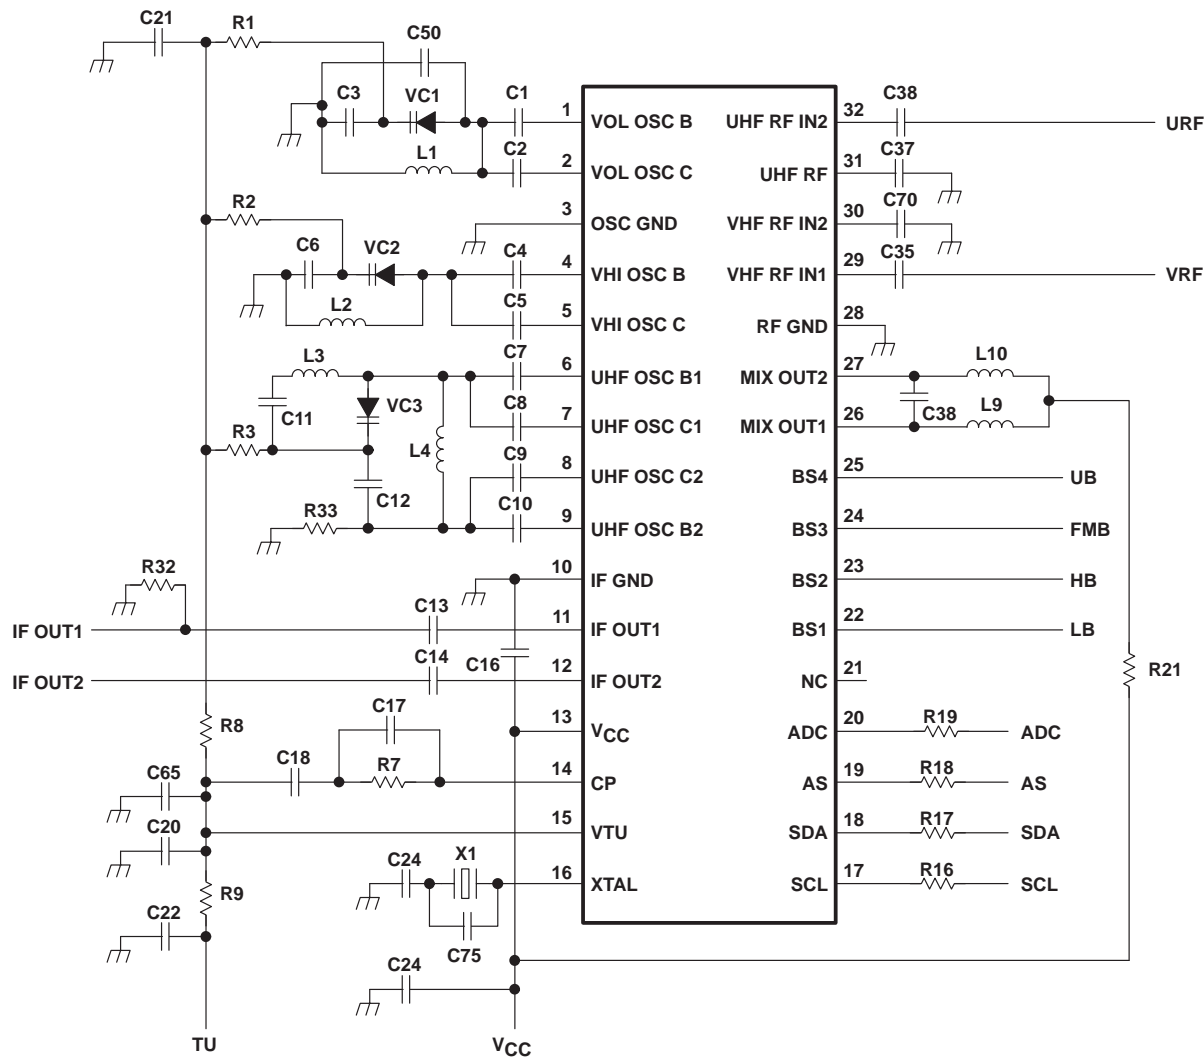 C21
R1
C50
C3
VC1
C1
1
VOL OSC B
UHF RF IN2
32
C38
URF
L1
C2
2
VOL OSC C
UHF RF
31
C37
R2
3
OSC GND
VHF RF IN2
30
C70
C6
VC2
C4
4
VHI OSC B
VHF RF IN1
29
C35
VRF
L2
C5
5
VHI OSC C
RF GND
28
L3
C7
6
UHF OSC B1
MIX OUT2
27
L10
C11
VC3
C8
7
UHF OSC C1
MIX OUT1
26
C38
L9
R3
L4
C9
8
UHF OSC C2
BS4
25
UB
C12
R33
C10
9
UHF OSC B2
BS3
24
FMB
R32
10
IF GND
BS2
23
HB
IF OUT1
C13
11
IF OUT1
BS1
22
LB
IF OUT2
C14
C16
12
IF OUT2
NC
21
R21
R8
C17
13
VCC
ADC
20
R19
ADC
C65
C18
R7
14
CP
AS
19
R18
AS
C20
15
VTU
SDA
18
R17
SDA
R9
C24
X1
16
XTAL
SCL
17
R16
SCL
C22
C75
C24
TU
VCC